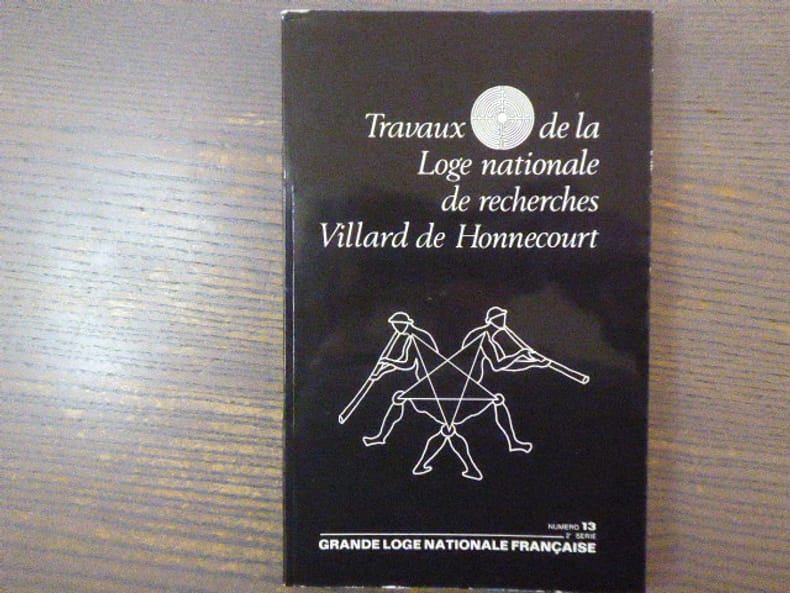 Travaux de la
Loge nationale
de recherches
Villard de Honnecourt
NUMERO 13
2e SERIE
GRANDE LOGE NATIONALE FRANÇAISE